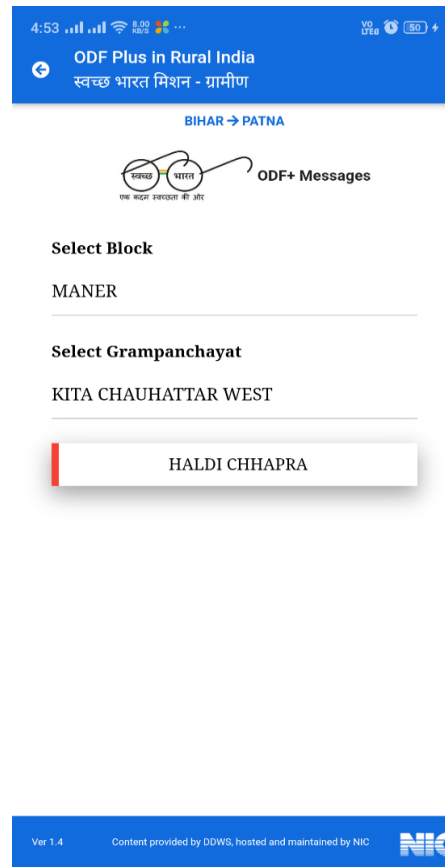 4:53 8.00 KB/S ... VO LTE 50
ODF Plus in Rural India
स्वच्छ भारत मिशन - ग्रामीण
BIHAR → PATNA
स्वच्छ भारत
एक कदम स्वच्छता की ओर
ODF+ Messages
Select Block
MANER
Select Grampanchayat
KITA CHAUHATTAR WEST
HALDI CHHAPRA
Ver 1.4 Content provided by DDWS, hosted and maintained by NIC NIC